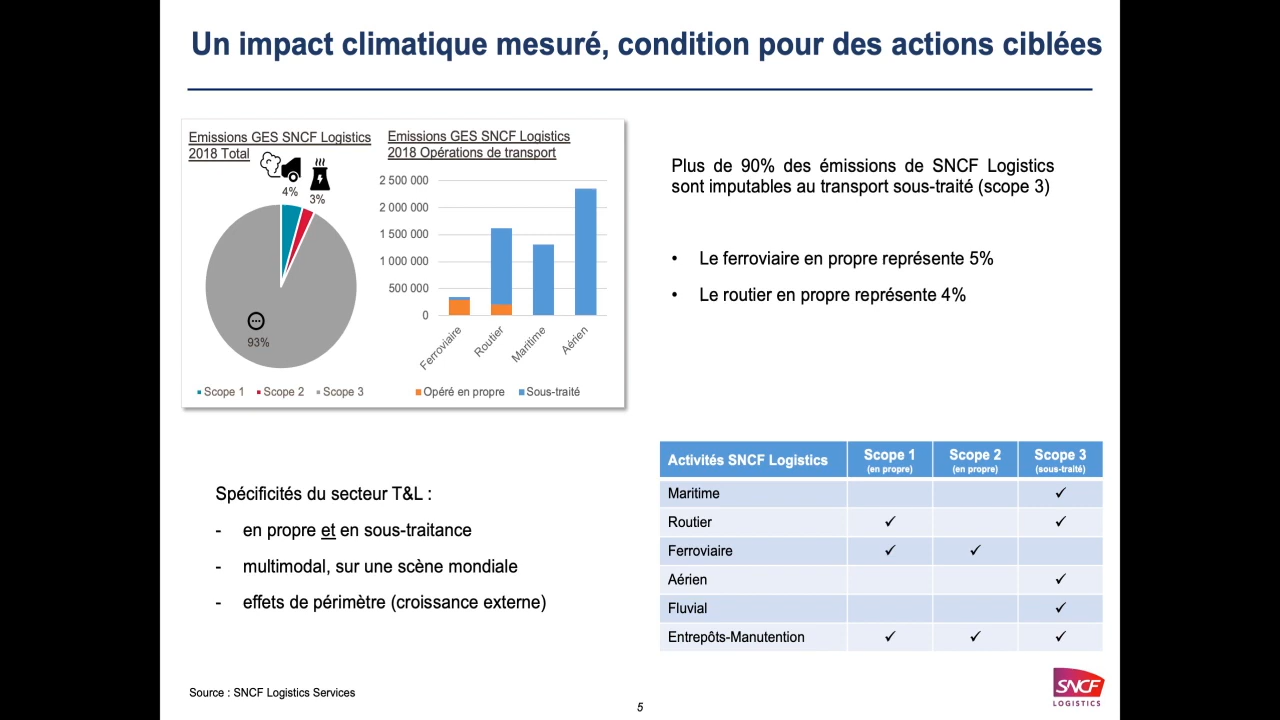 Un impact climatique mesuré, condition pour des actions ciblées
Emissions GES SNCF Logistics
2018 Total
4%
3%
93%
Scope 1 Scope 2 Scope 3
Emissions GES SNCF Logistics
2018 Opérations de transport
2 500 000
2 000 000
1 500 000
1 000 000
500 000
0
Ferroviaire
Routier
Maritime
Aérien
Opéré en propre Sous-traité
Plus de 90% des émissions de SNCF Logistics
sont imputables au transport sous-traité (scope 3)
• Le ferroviaire en propre représente 5%
• Le routier en propre représente 4%
Spécificités du secteur T&L :
- en propre et en sous-traitance
- multimodal, sur une scène mondiale
- effets de périmètre (croissance externe)
Activités SNCF Logistics Scope 1 Scope 2 Scope 3
(en propre) (en propre) (sous-traité)
Maritime ✓
Routier ✓ ✓
Ferroviaire ✓ ✓
Aérien ✓
Fluvial ✓
Entrepôts-Manutention ✓ ✓ ✓
Source : SNCF Logistics Services
5
SNCF
LOGISTICS